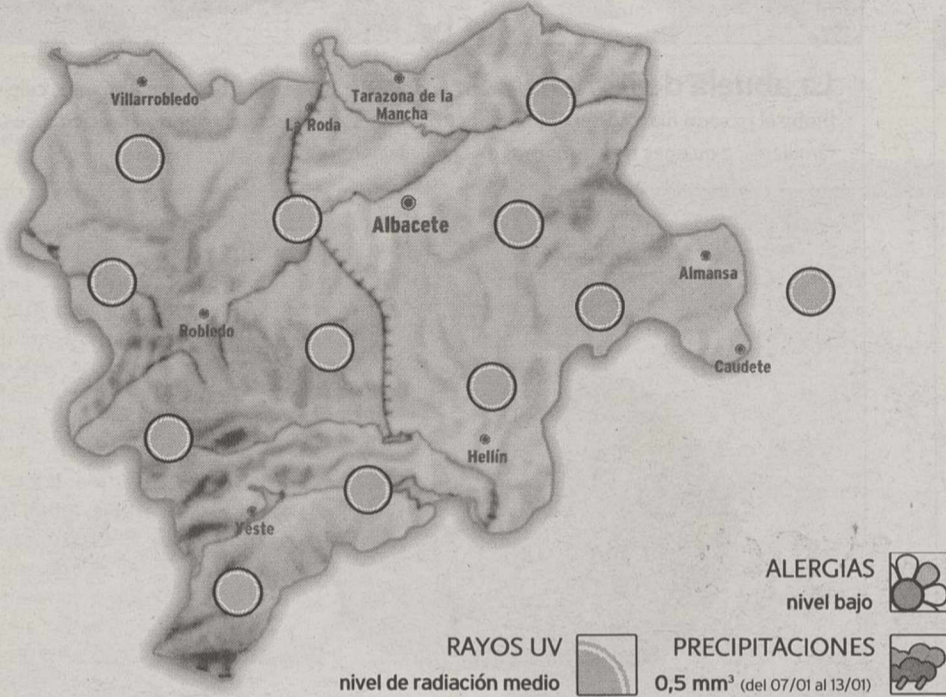 Villarrobledo
La Roda
Tarazona de la
Mancha
Albacete
Almansa
Robledo
Caudete
Hellín
Yeste
ALERGIAS
nivel bajo
RAYOS UV
nivel de radiación medio
PRECIPITACIONES
0,5 mm³ (del 07/01 al 13/01)